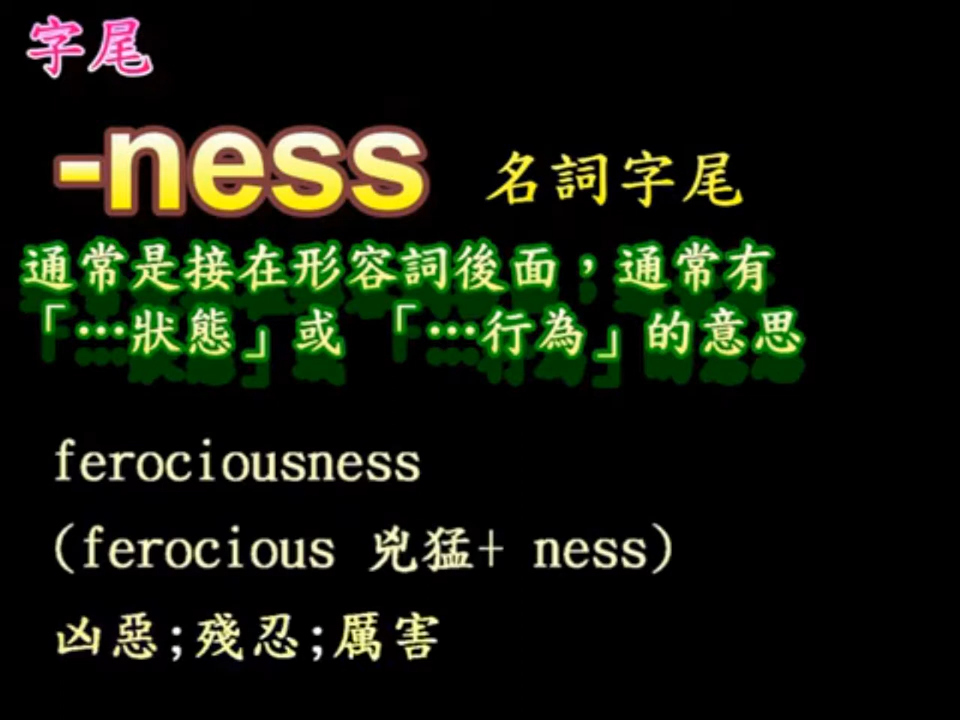 字尾
-ness 名詞字尾
通常是接在形容詞後面，通常有
「…狀態」或 「…行為」的意思
ferociousness
(ferocious 兇猛+ ness)
凶惡;殘忍;厲害